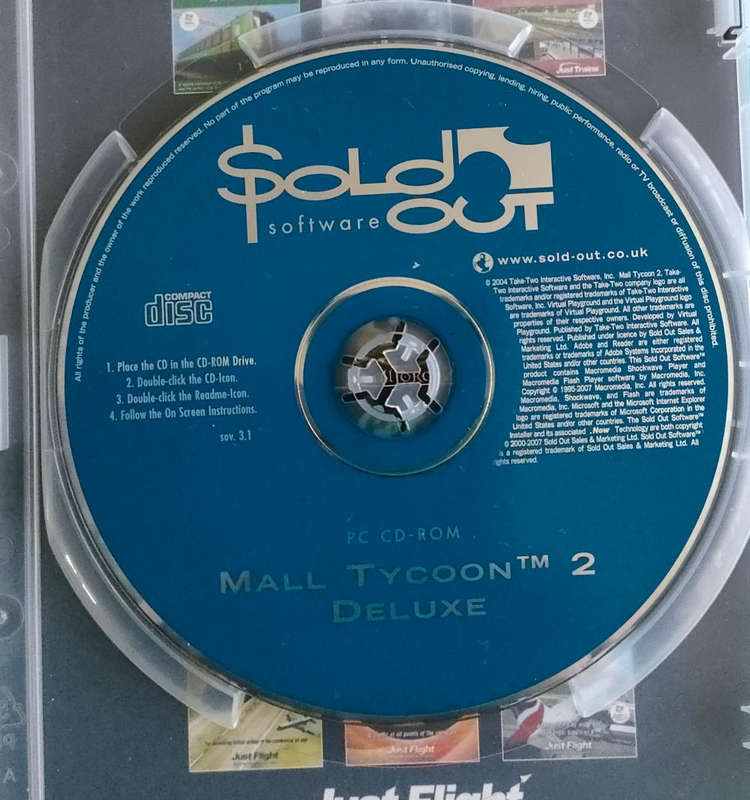 Just Trains
All rights of the producer and the owner of the work reproduced reserved. No part of the program may be reproduced in any form. Unauthorised copying, lending, hiring, public performance, radio or TV broadcast or diffusion of this disc prohibited.
$OLD OUT
software
www.sold-out.co.uk
© 2004 Take-Two Interactive Software, Inc. Mall Tycoon 2, Take-
Two Interactive Software and the Take-Two company logo are all
trademarks and/or registered trademarks of Take-Two Interactive
Software, Inc. Virtual Playground and the Virtual Playground logo
are trademarks of Virtual Playground. All other trademarks are
properties of their respective owners. Developed by Virtual
Playground. Published by Take-Two Interactive Software. All
rights reserved. Published under licence by Sold Out Sales &
Marketing Ltd. Adobe and Reader are either registered
trademarks or trademarks of Adobe Systems Incorporated in the
United States and/or other countries. This Sold Out Software™
product contains Macromedia Shockwave Player and
Macromedia Flash Player software by Macromedia, Inc.
Copyright © 1995-2007 Macromedia, Inc. All rights reserved.
Macromedia, Shockwave, and Flash are trademarks of
Macromedia, Inc. Microsoft and the Microsoft Internet Explorer
logo are registered trademarks of Microsoft Corporation in the
United States and/or other countries. The Sold Out Software™
Installer and its associated .New Technology are both copyright
© 2000-2007 Sold Out Sales & Marketing Ltd. Sold Out Software™
is a registered trademark of Sold Out Sales & Marketing Ltd. All
rights reserved.
COMPACT
disc
1. Place the CD in the CD-ROM Drive.
2. Double-click the CD-Icon.
3. Double-click the Readme-Icon.
4. Follow the On Screen Instructions.
sov. 3.1
PC CD-ROM
MALL TYCOON™ 2
DELUXE
Just Flight
Just Flight
Just Flight
Just Flight